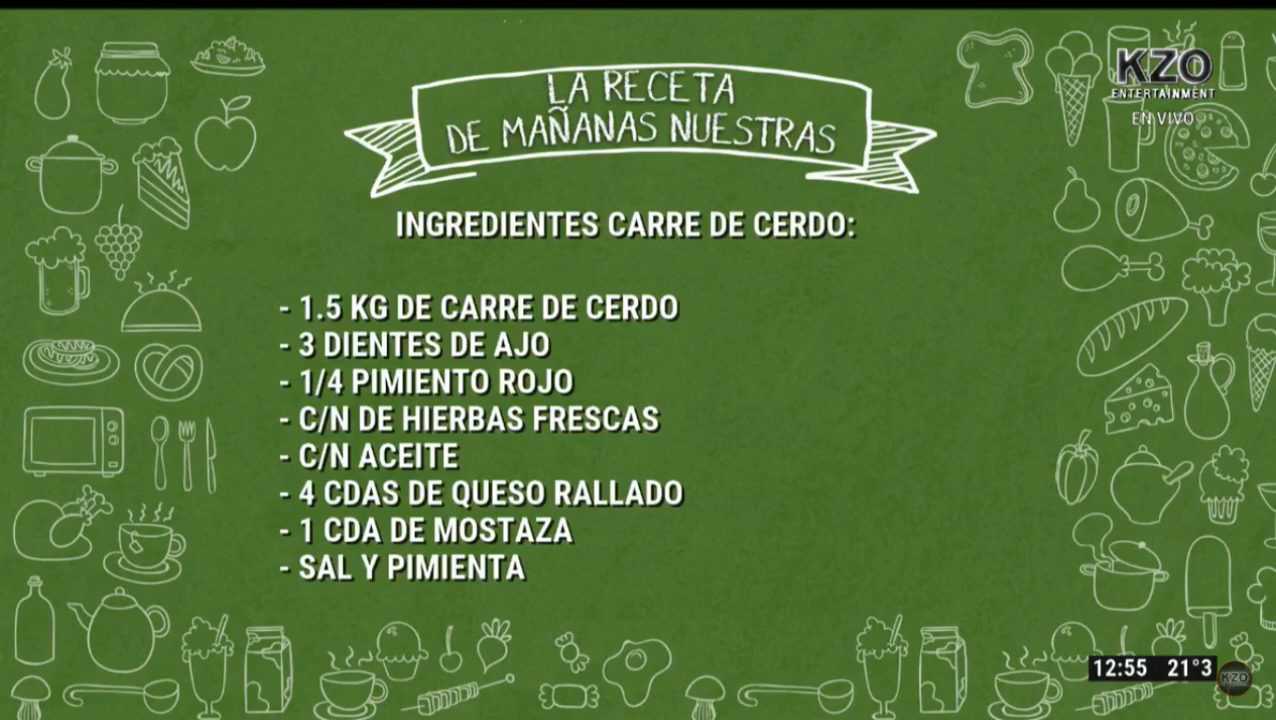 LA RECETA
DE MAÑANAS NUESTRAS
KZO
ENTERTAINMENT
EN VIVO
INGREDIENTES CARRE DE CERDO:
- 1.5 KG DE CARRE DE CERDO
- 3 DIENTES DE AJO
- 1/4 PIMIENTO ROJO
- C/N DE HIERBAS FRESCAS
- C/N ACEITE
- 4 CDAS DE QUESO RALLADO
- 1 CDA DE MOSTAZA
- SAL Y PIMIENTA
12:55 21°3
KZO